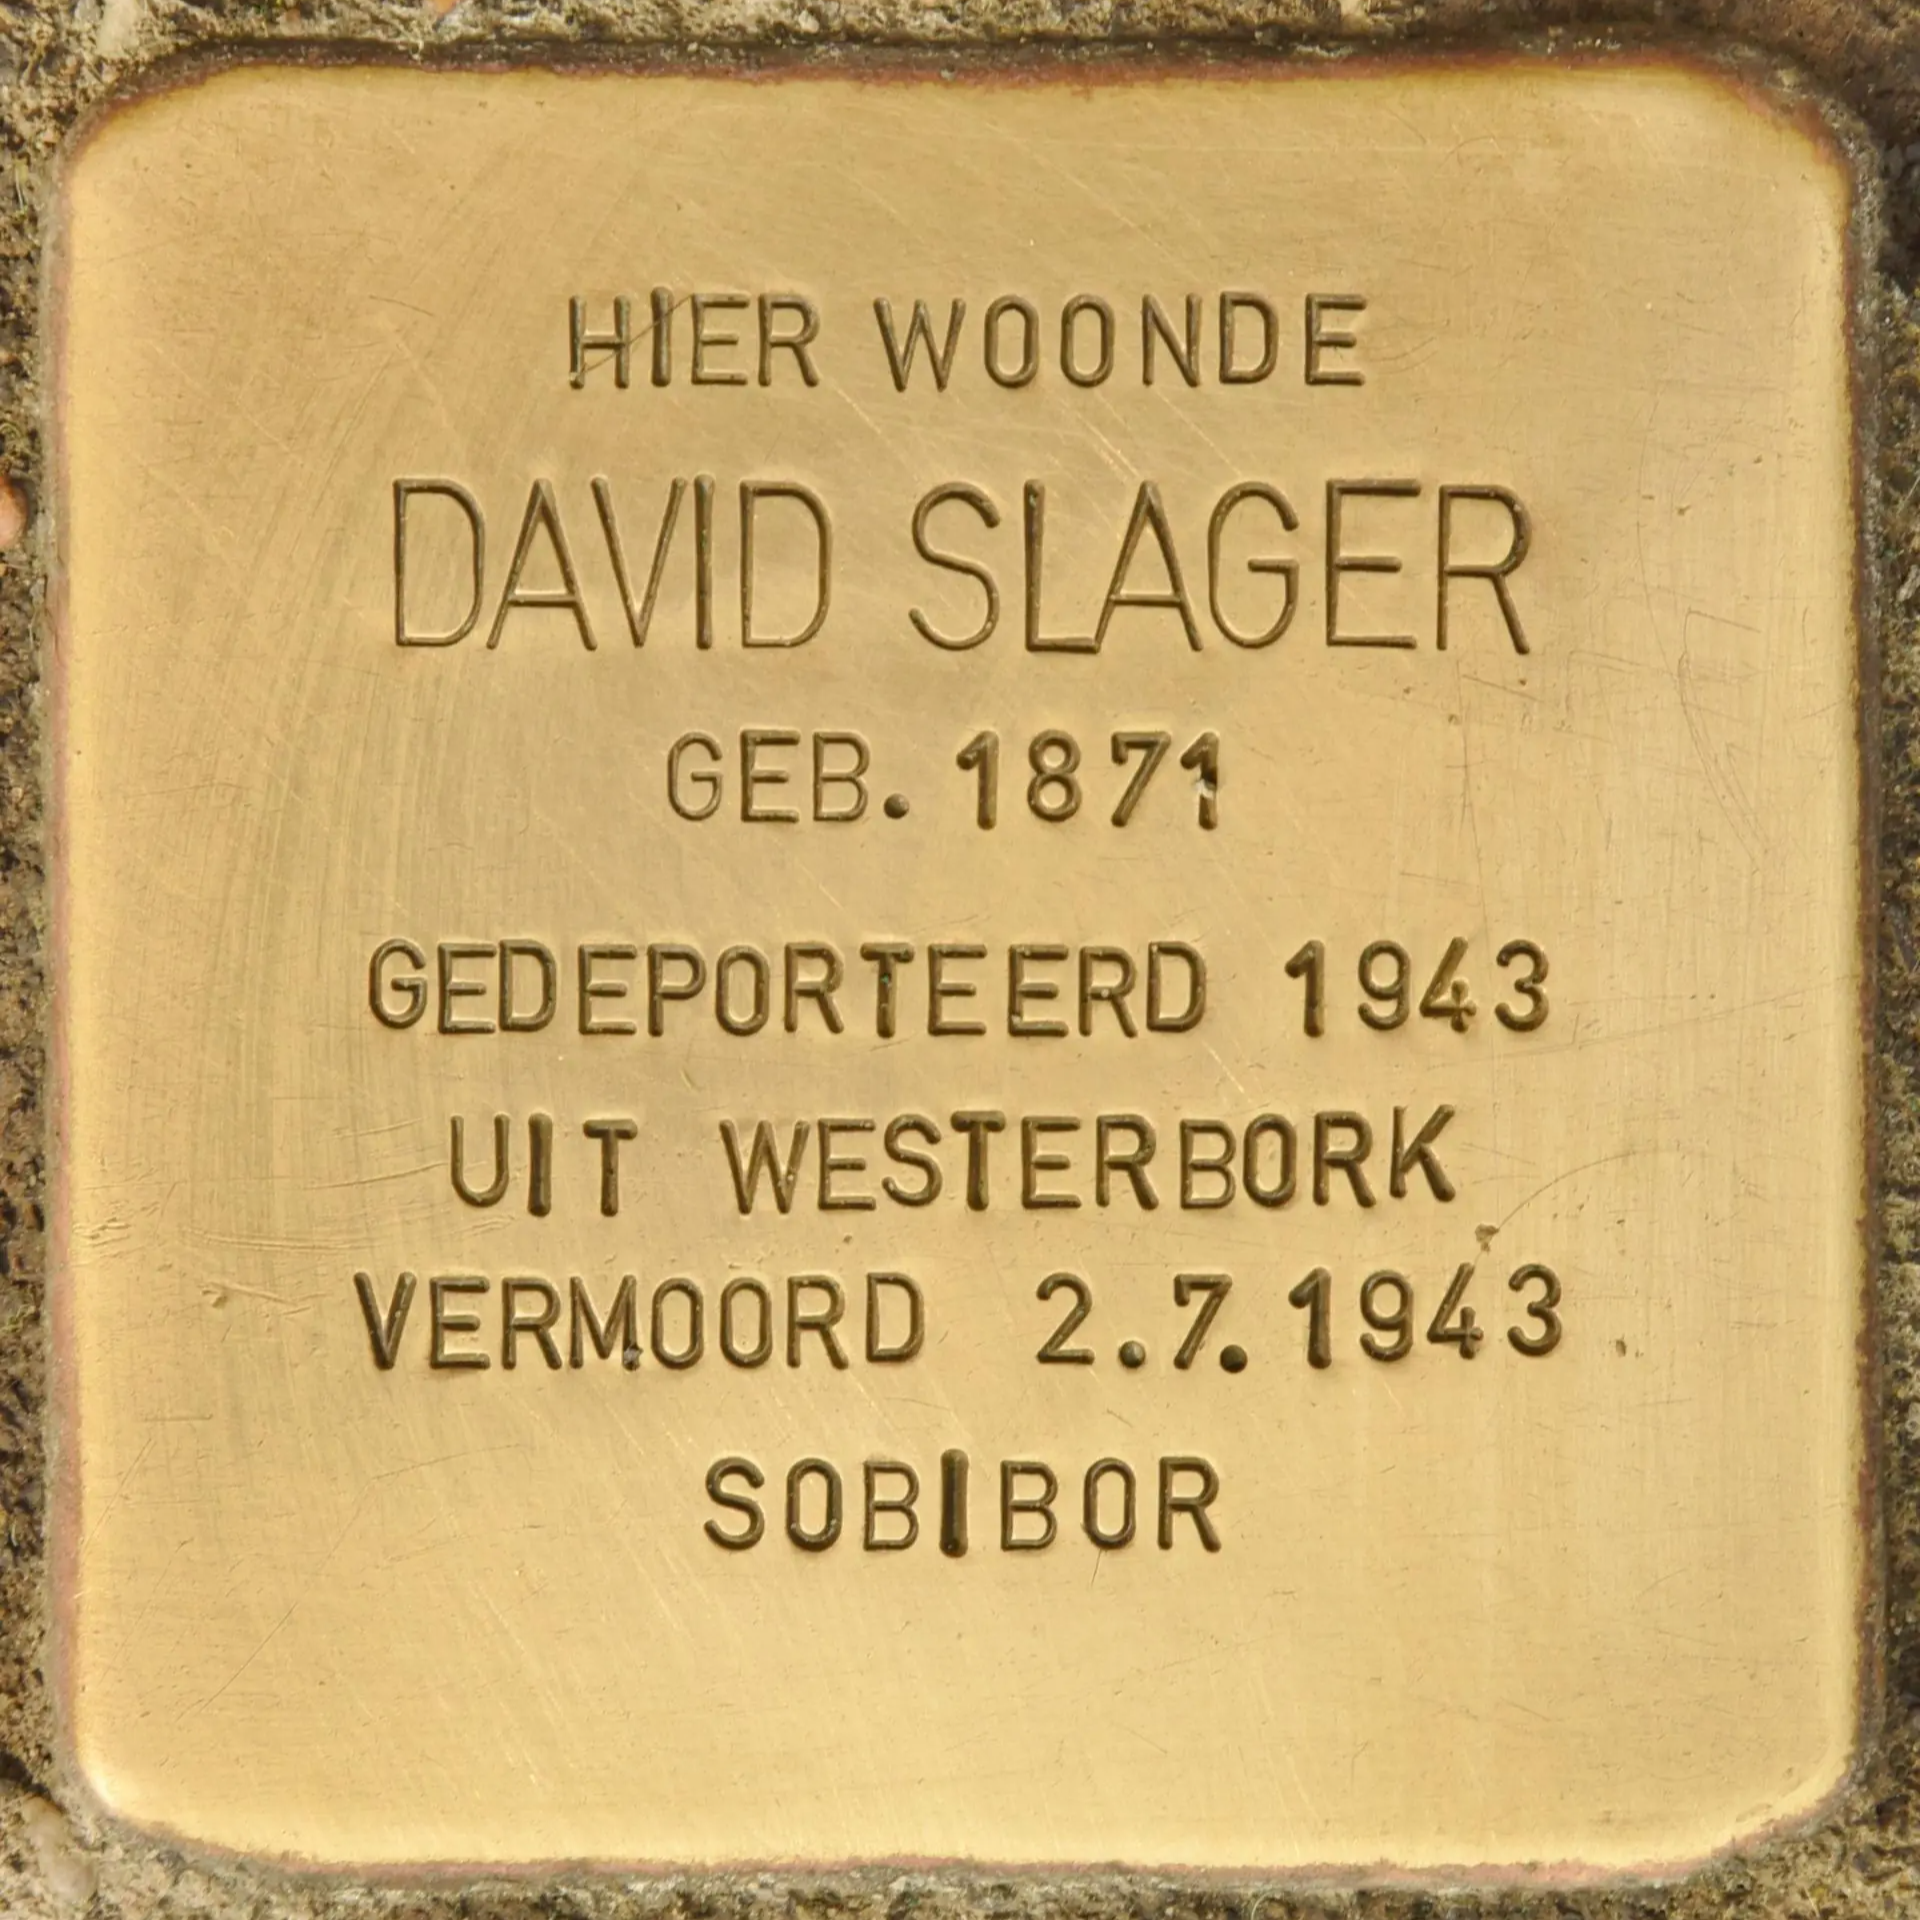 HIER WOONDE
DAVID SLAGER
GEB. 1871
GEDEPORTEERD 1943
UIT WESTERBORK
VERMOORD 2.7.1943
SOBIBOR